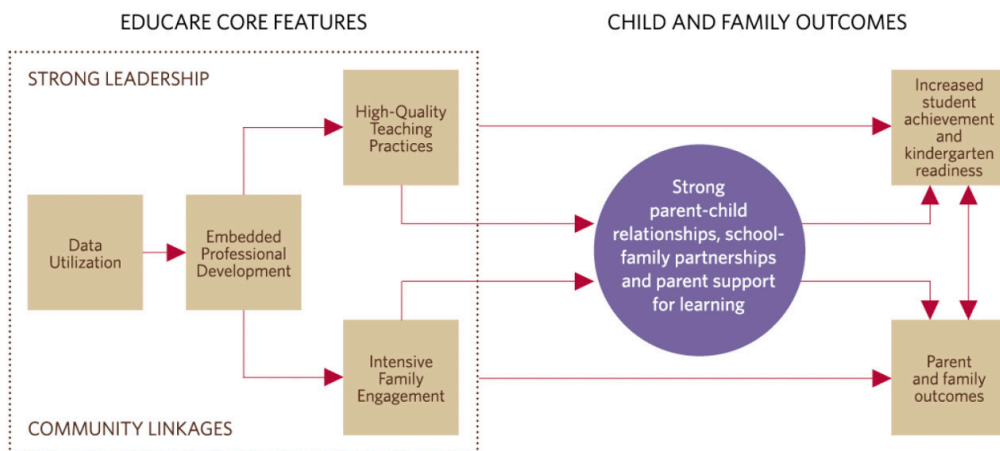 EDUCARE CORE FEATURES
CHILD AND FAMILY OUTCOMES
STRONG LEADERSHIP
High-Quality
Teaching
Practices
Data
Utilization
Embedded
Professional
Development
Intensive
Family
Engagement
COMMUNITY LINKAGES
Strong
parent-child
relationships, school-
family partnerships
and parent support
for learning
Increased
student
achievement
and
kindergarten
readiness
Parent
and family
outcomes